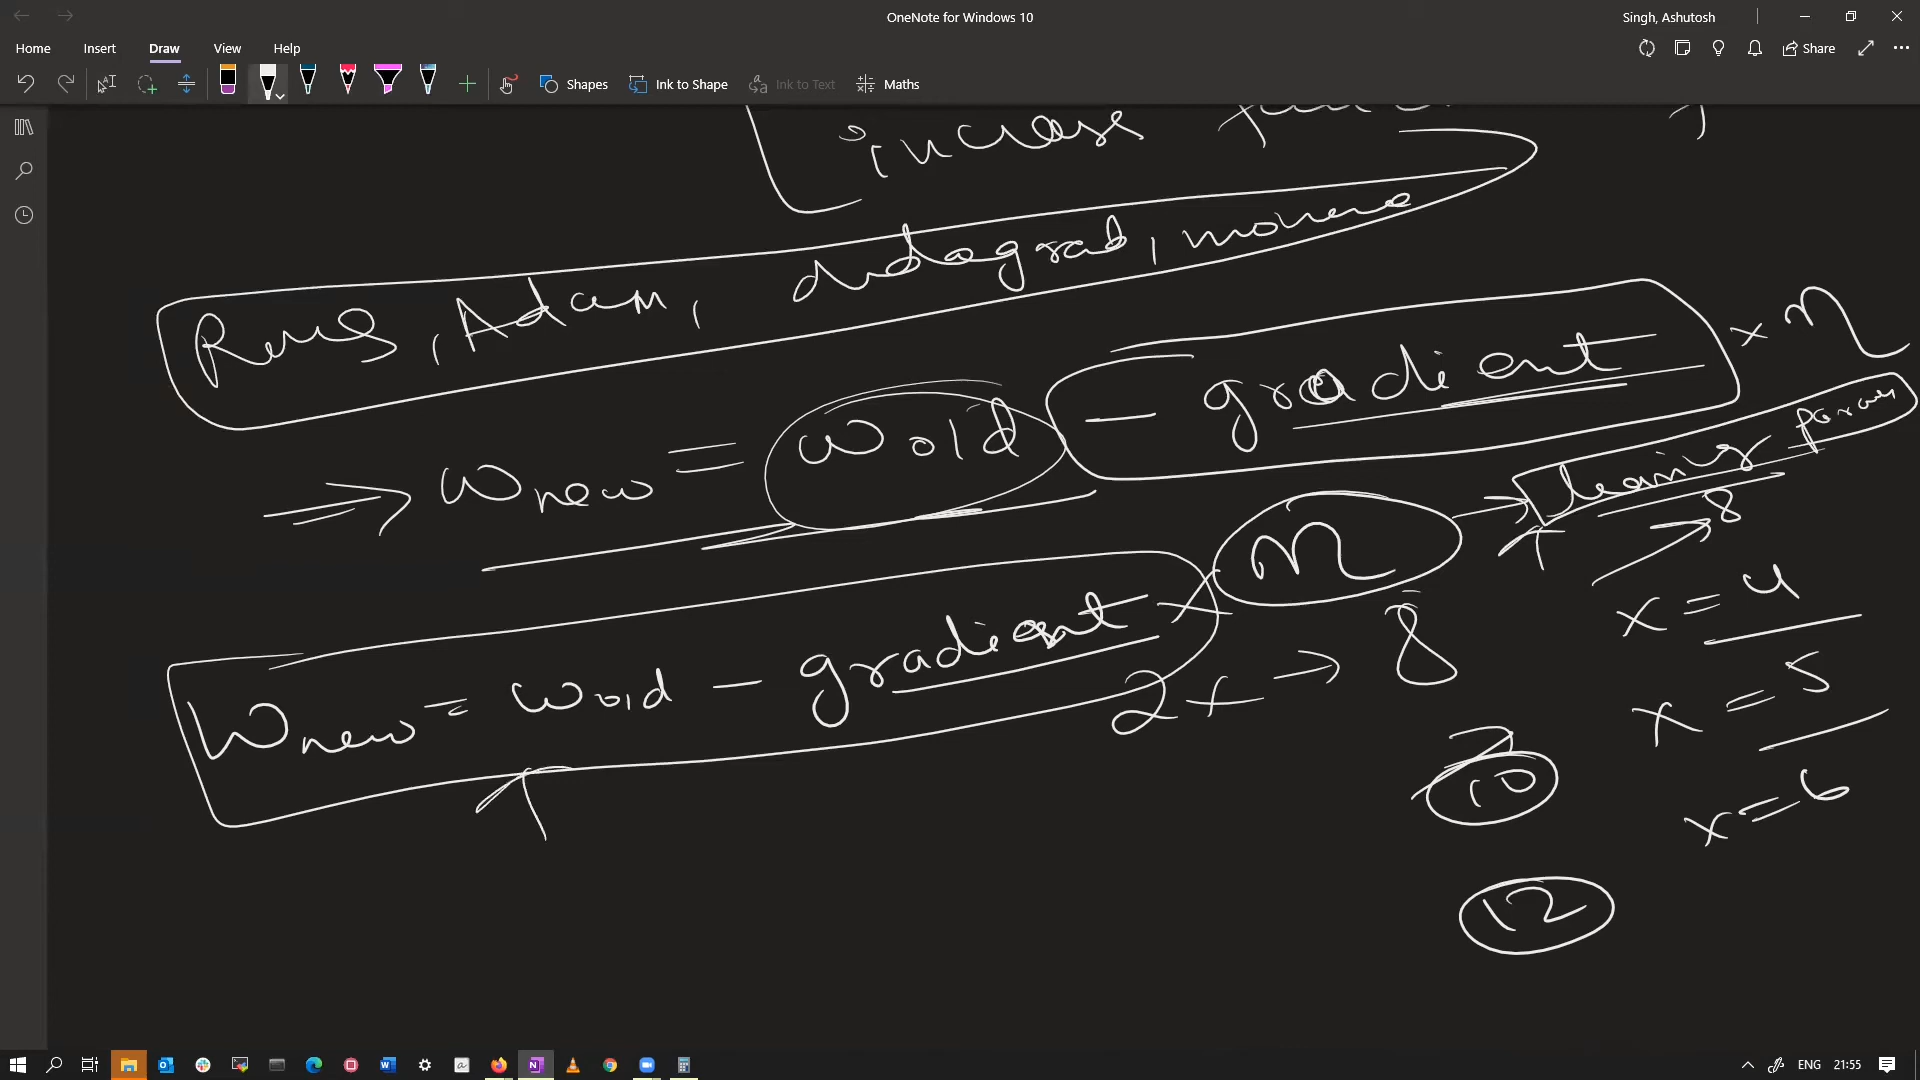 OneNote for Windows 10
Singh, Ashutosh
Home Insert Draw View Help
Share
Shapes Ink to Shape Ink to Text Maths
increase
Rms, Adam, Adagrad, momen
⇒ wnew = wold - gradient × η
→ learning param
η
8
Wnew = wold - gradient ×
2x → 8
x = 4
x = 5
10
x = 6
12
ENG 21:55